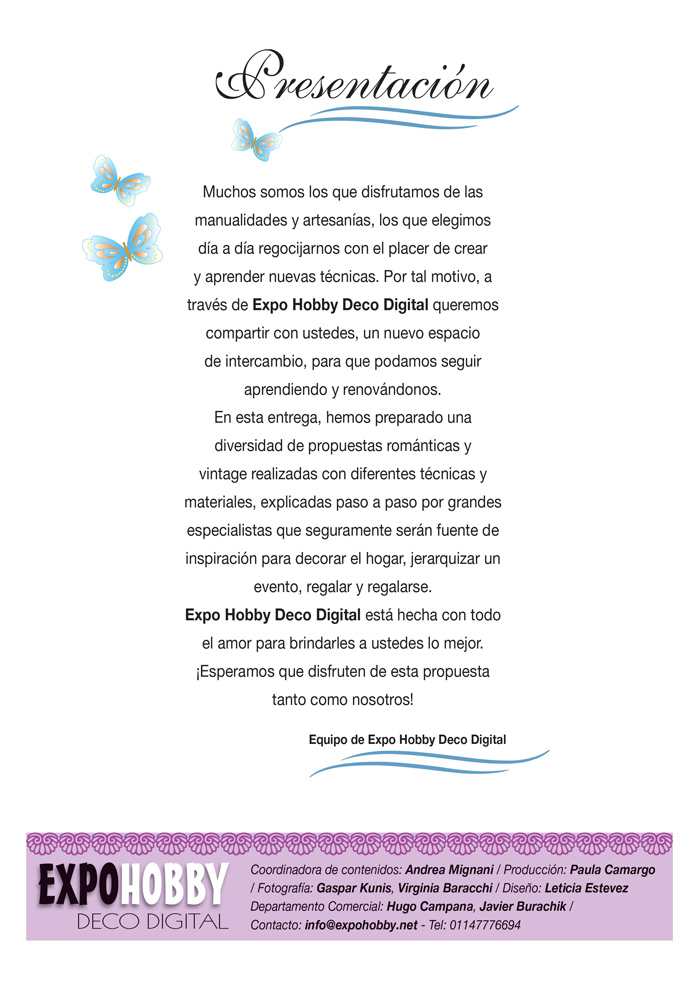 Presentación
Muchos somos los que disfrutamos de las
manualidades y artesanías, los que elegimos
día a día regocijarnos con el placer de crear
y aprender nuevas técnicas. Por tal motivo, a
través de Expo Hobby Deco Digital queremos
compartir con ustedes, un nuevo espacio
de intercambio, para que podamos seguir
aprendiendo y renovándonos.
En esta entrega, hemos preparado una
diversidad de propuestas románticas y
vintage realizadas con diferentes técnicas y
materiales, explicadas paso a paso por grandes
especialistas que seguramente serán fuente de
inspiración para decorar el hogar, jerarquizar un
evento, regalar y regalarse.
Expo Hobby Deco Digital está hecha con todo
el amor para brindarles a ustedes lo mejor.
¡Esperamos que disfruten de esta propuesta
tanto como nosotros!
Equipo de Expo Hobby Deco Digital
EXPOHOBBY
DECO DIGITAL
Coordinadora de contenidos: Andrea Mignani / Producción: Paula Camargo
/ Fotografía: Gaspar Kunis, Virginia Baracchi / Diseño: Leticia Estevez
Departamento Comercial: Hugo Campana, Javier Burachik /
Contacto: info@expohobby.net - Tel: 01147776694